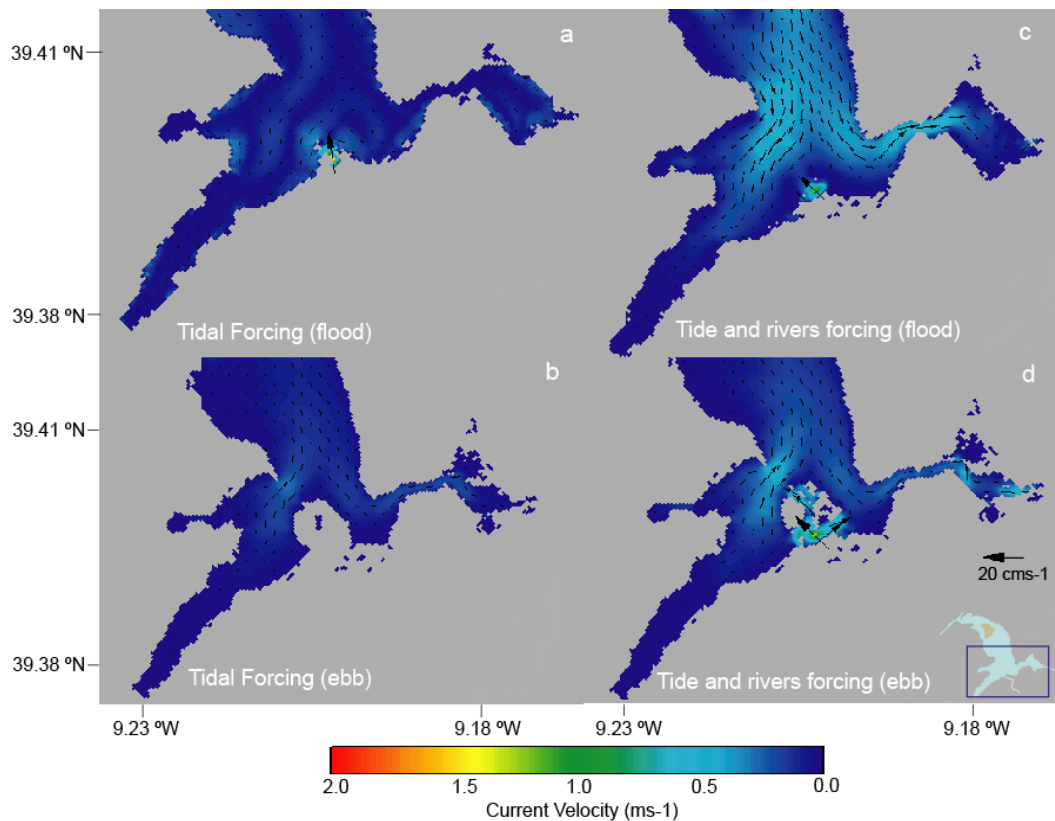 39.41 ºN
a
c
39.38 ºN
Tidal Forcing (flood)
Tide and rivers forcing (flood)
b
d
39.41 ºN
20 cms-1
39.38 ºN
Tidal Forcing (ebb)
Tide and rivers forcing (ebb)
9.23 ºW
9.18 ºW
9.23 ºW
9.18 ºW
2.0
1.5
1.0
0.5
0.0
Current Velocity (ms-1)